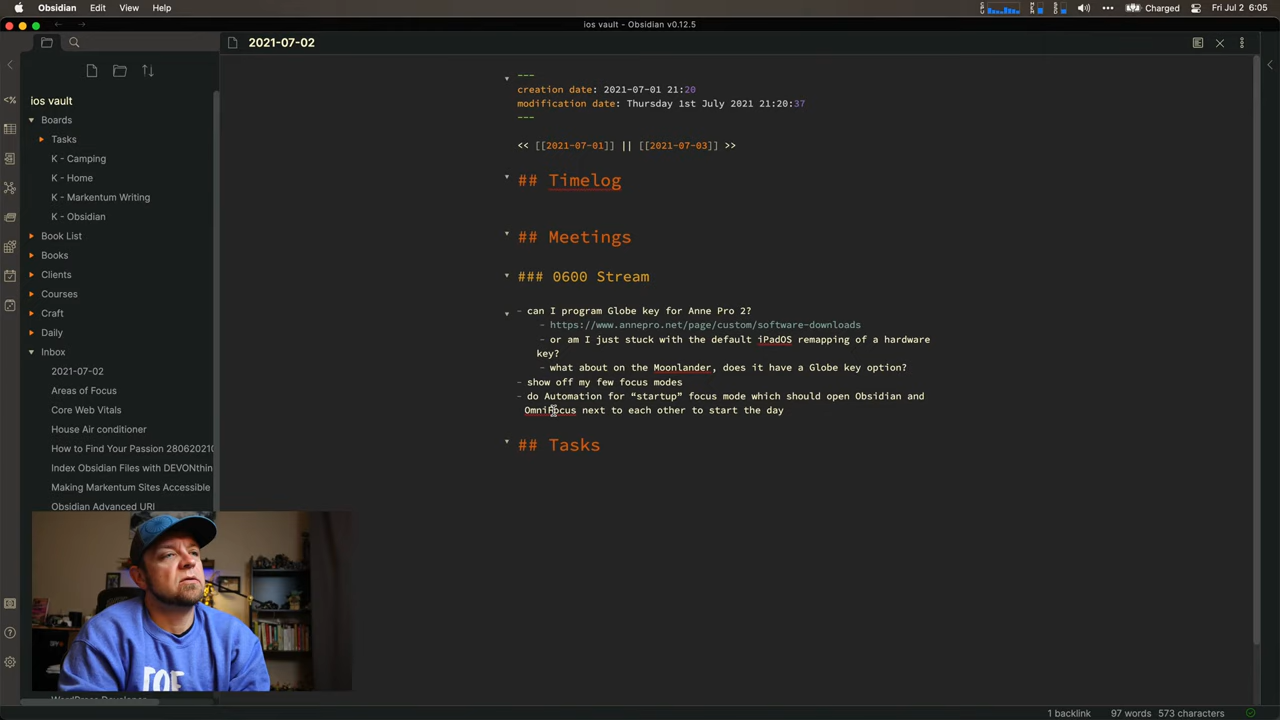 Obsidian Edit View Help
Charged Fri Jul 2 6:05
ios vault - Obsidian v0.12.5
2021-07-02
ios vault
Boards
Tasks
K - Camping
K - Home
K - Markentum Writing
K - Obsidian
Book List
Books
Clients
Courses
Craft
Daily
Inbox
2021-07-02
Areas of Focus
Core Web Vitals
House Air conditioner
How to Find Your Passion 28062021
Index Obsidian Files with DEVONthin
Making Markentum Sites Accessible
Obsidian Advanced URI
---
creation date: 2021-07-01 21:20
modification date: Thursday 1st July 2021 21:20:37
---
<< [[2021-07-01]] || [[2021-07-03]] >>
## Timelog
## Meetings
### 0600 Stream
- can I program Globe key for Anne Pro 2?
- https://www.annepro.net/page/custom/software-downloads
- or am I just stuck with the default iPadOS remapping of a hardware
key?
- what about on the Moonlander, does it have a Globe key option?
- show off my few focus modes
- do Automation for “startup” focus mode which should open Obsidian and
OmniFocus next to each other to start the day
## Tasks
1 backlink 97 words 573 characters